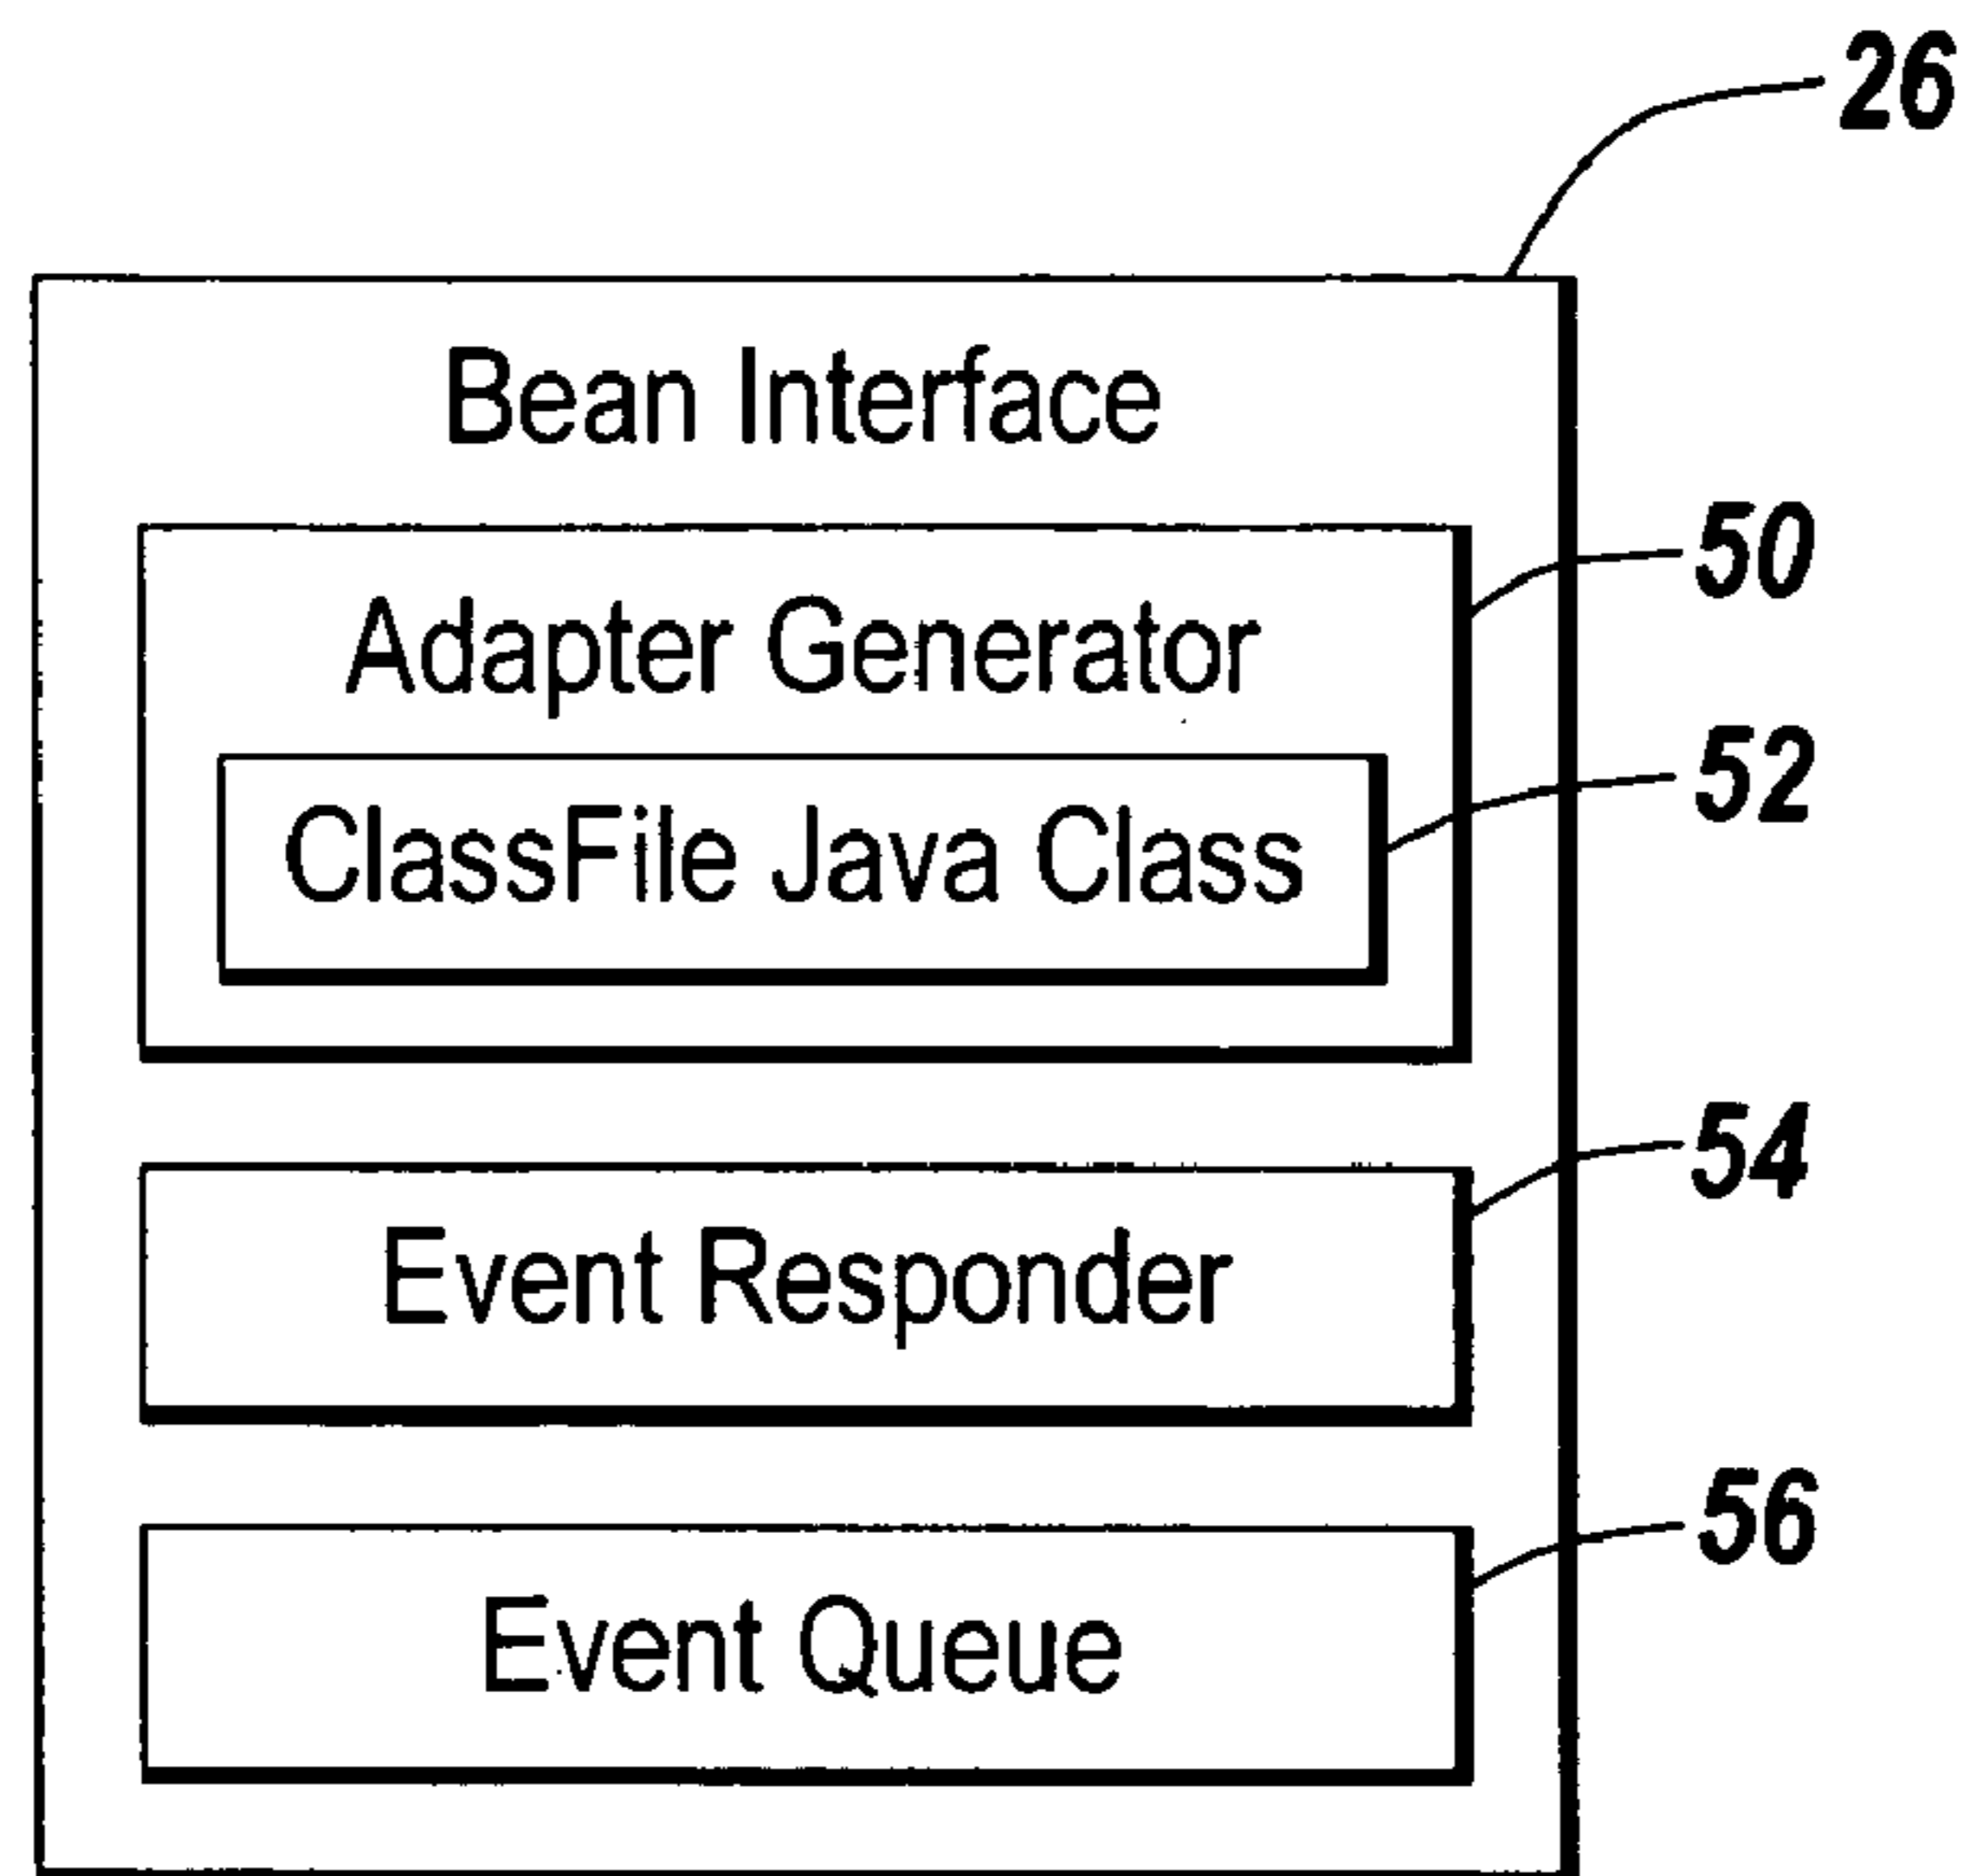 26
Bean Interface
50
Adapter Generator
52
ClassFile Java Class
54
Event Responder
56
Event Queue